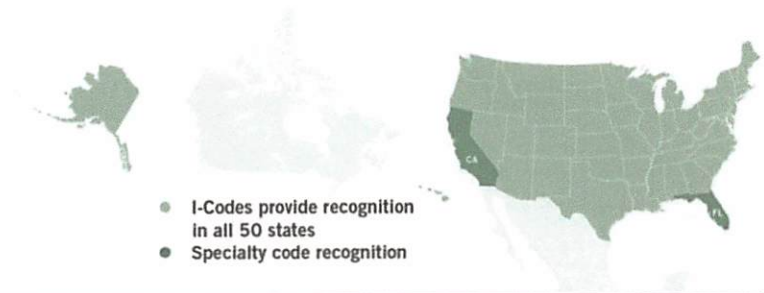 CA
FL
I-Codes provide recognition
in all 50 states
Specialty code recognition